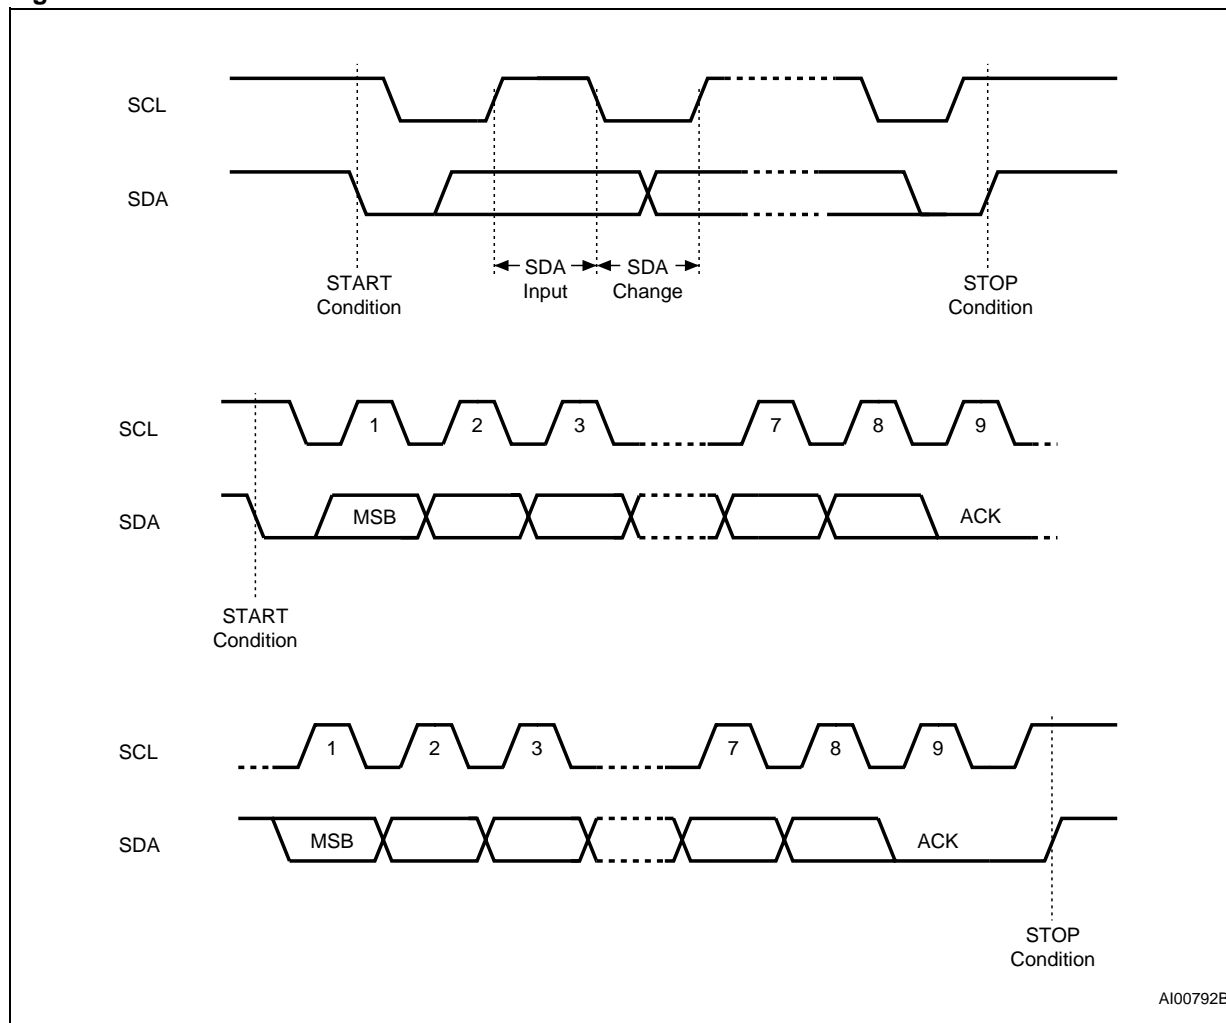 SCL
SDA
SDA
Input
SDA
Change
START
Condition
STOP
Condition
SCL
1
2
3
7
8
9
SDA
MSB
ACK
START
Condition
SCL
1
2
3
7
8
9
SDA
MSB
ACK
STOP
Condition
AI00792B